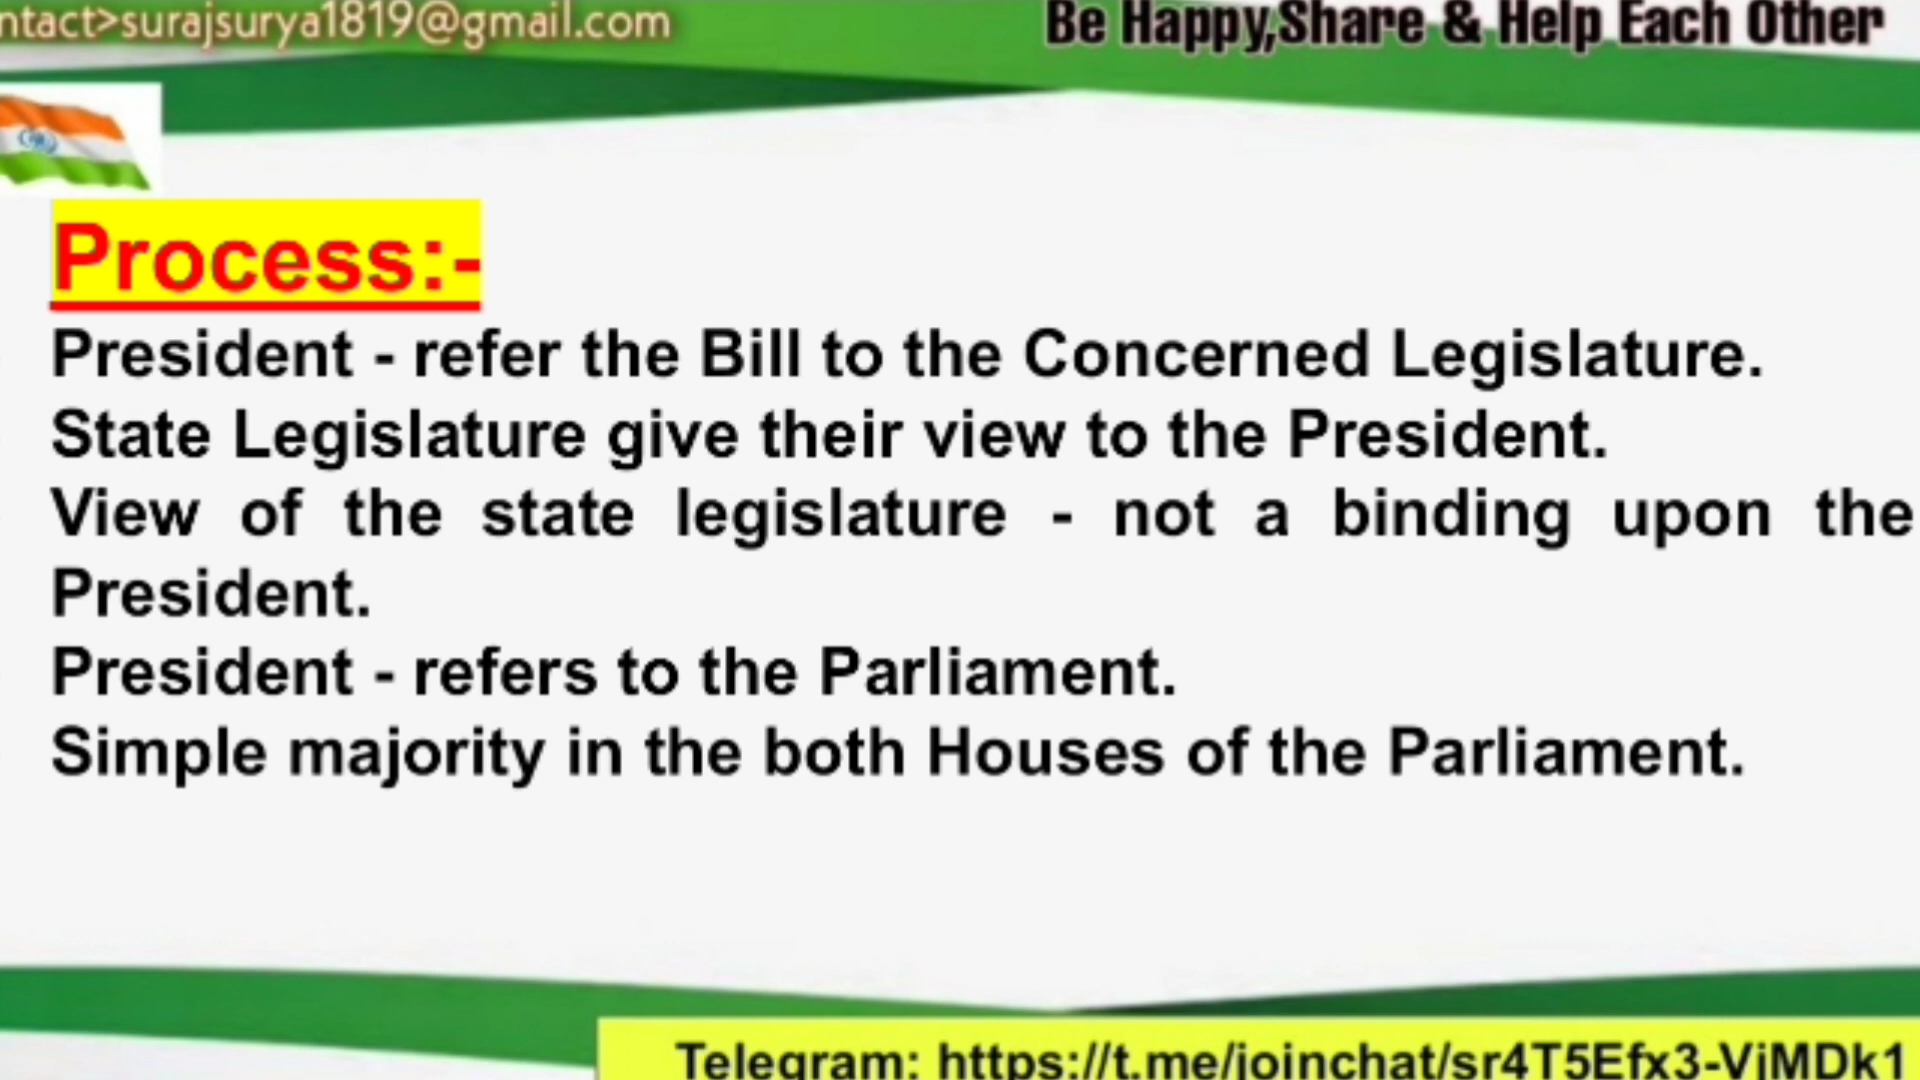 ntact>surajsurya1819@gmail.com
Be Happy,Share & Help Each Other
Process:-
President - refer the Bill to the Concerned Legislature.
State Legislature give their view to the President.
View of the state legislature - not a binding upon the
President.
President - refers to the Parliament.
Simple majority in the both Houses of the Parliament.
Telegram: https://t.me/joinchat/sr4T5Efx3-VjMDk1